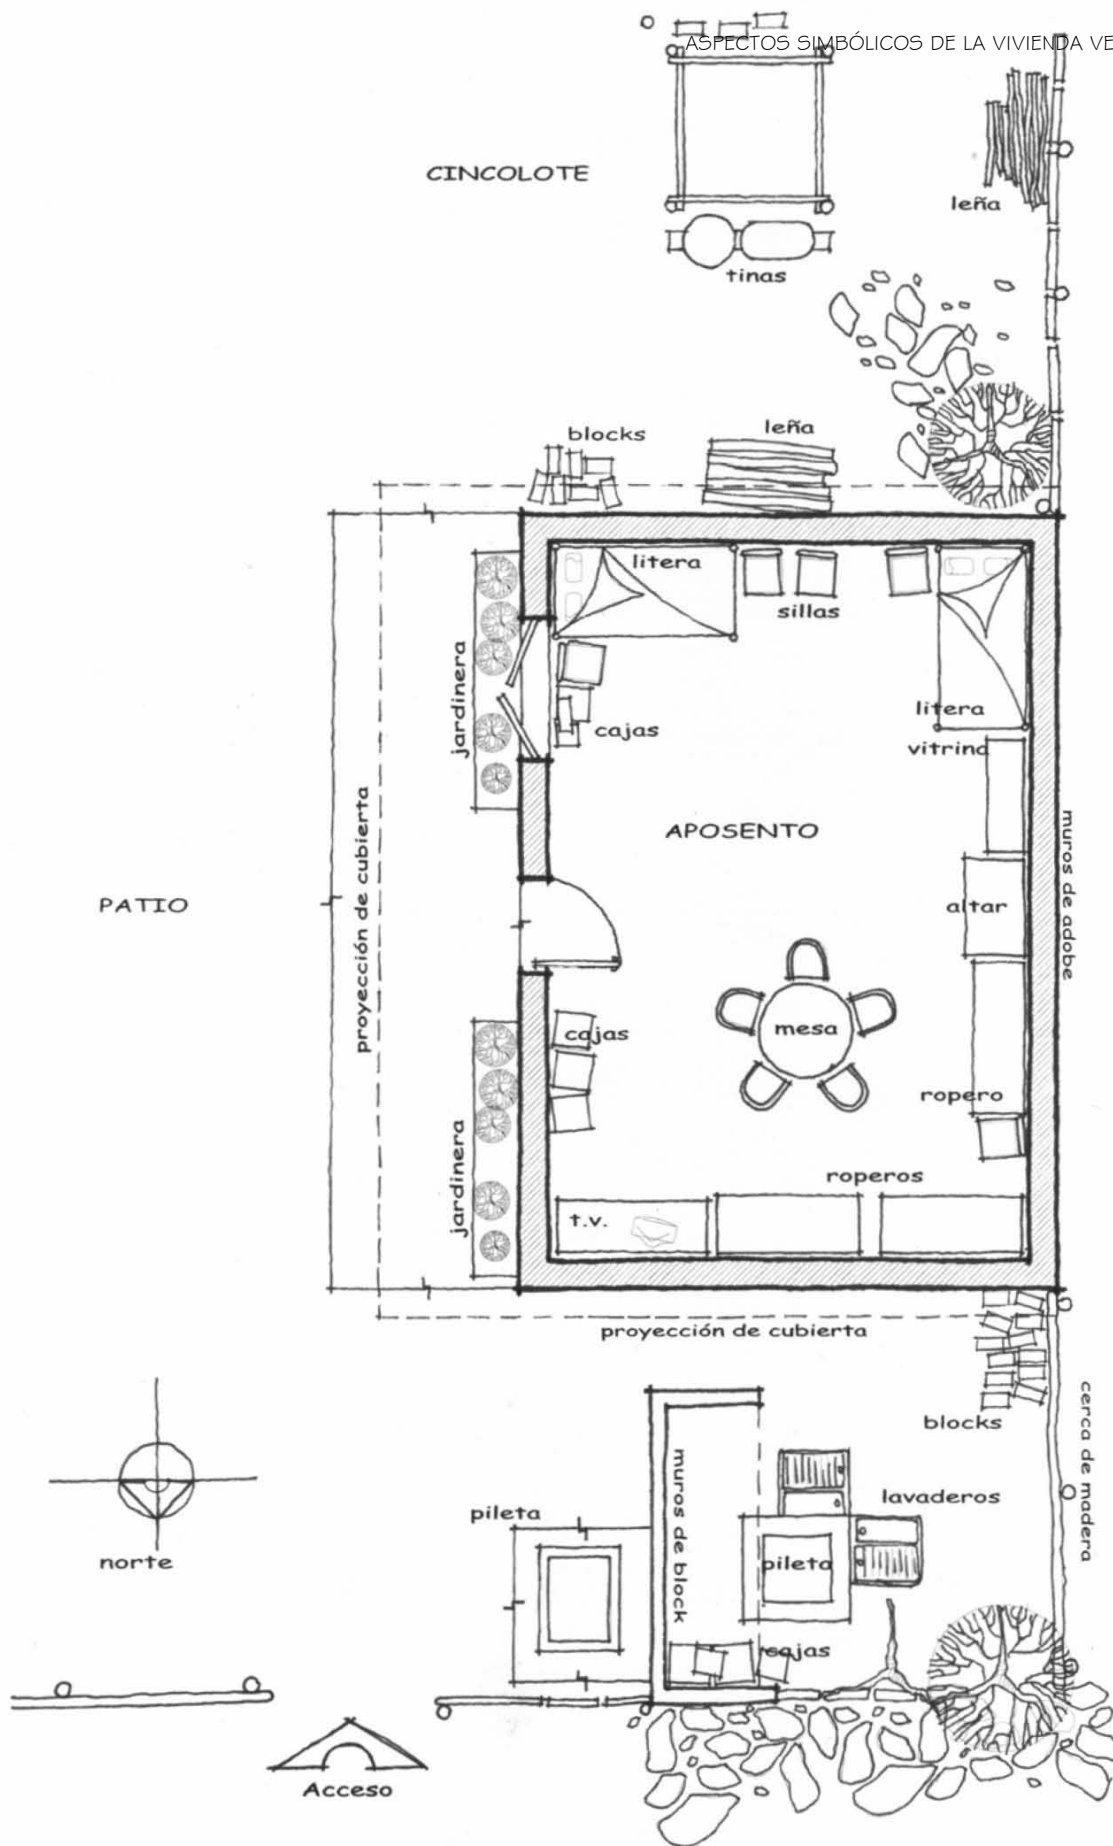 ASPECTOS SIMBÓLICOS DE LA VIVIENDA VE
CINCOLOTE
leña
tinas
blocks
leña
litera
sillas
jardinera
litera
cajas
vitrina
proyección de cubierta
APOSENTO
muros de adobe
PATIO
altar
cajas
mesa
jardinera
ropero
roperos
t.v.
proyección de cubierta
blocks
cerca de madera
muros de block
lavaderos
pileta
norte
pileta
cajas
Acceso